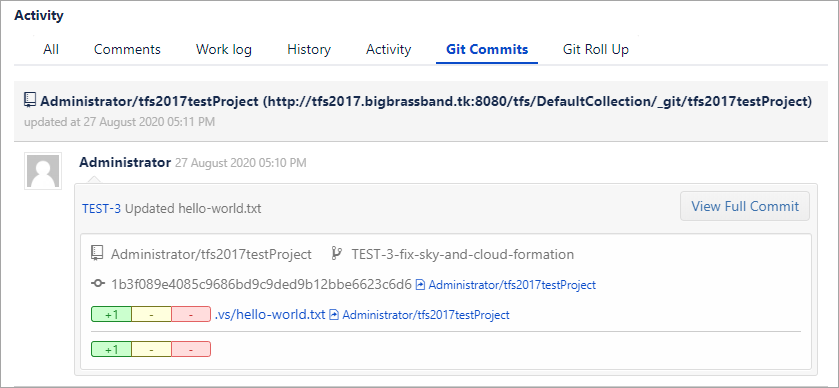 Activity
All Comments Work log History Activity Git Commits Git Roll Up
Administrator/tfs2017testProject (http://tfs2017.bigbrassband.tk:8080/tfs/DefaultCollection/_git/tfs2017testProject)
updated at 27 August 2020 05:11 PM
Administrator 27 August 2020 05:10 PM
TEST-3 Updated hello-world.txt View Full Commit
Administrator/tfs2017testProject TEST-3-fix-sky-and-cloud-formation
1b3f089e4085c9686bd9c9ded9b12bbe6623c6d6 Administrator/tfs2017testProject
+1 - - .vs/hello-world.txt Administrator/tfs2017testProject
+1 - -